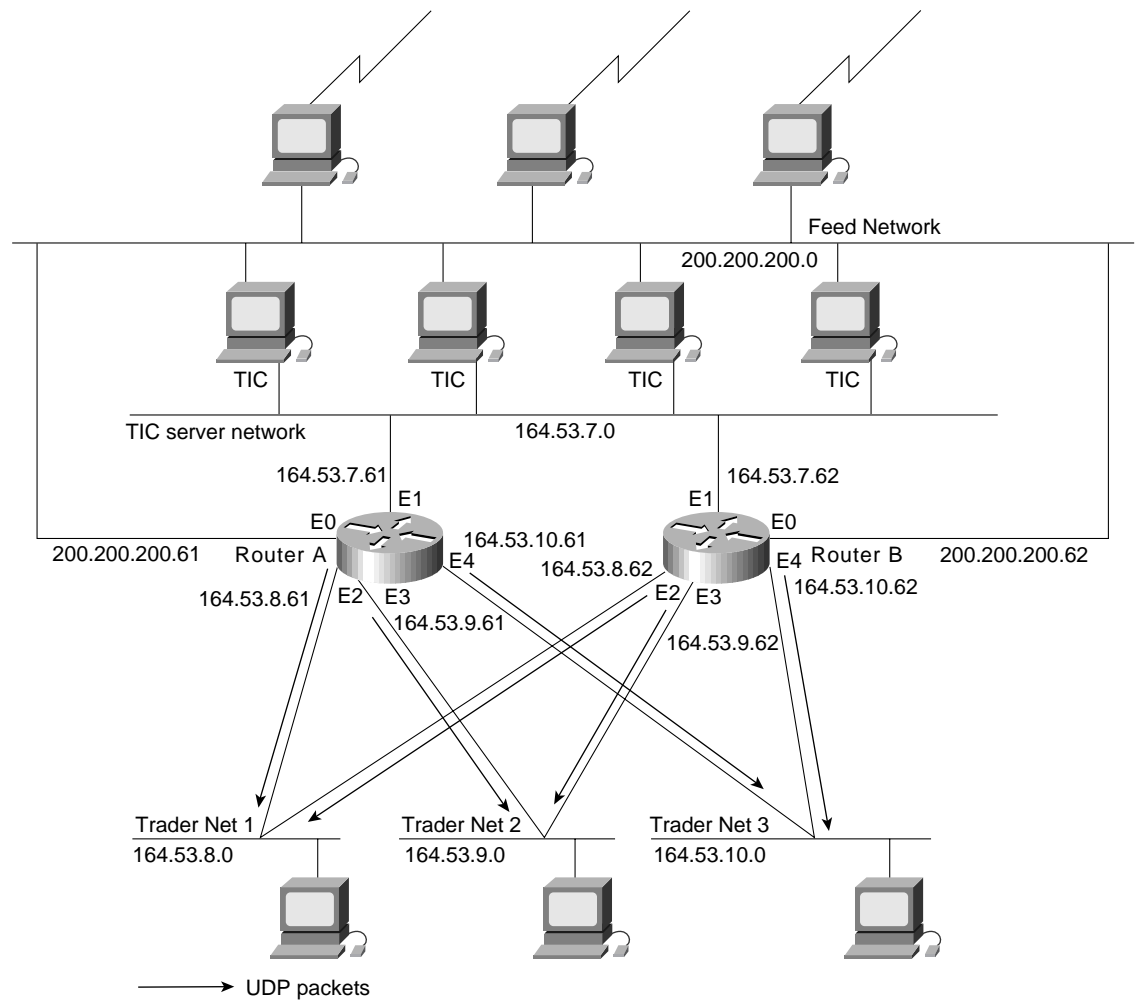 Feed Network
200.200.200.0
TIC
TIC
TIC
TIC
TIC server network
164.53.7.0
164.53.7.61
164.53.7.62
E1
E1
E0
E0
200.200.200.61
Router A
164.53.10.61
E4
164.53.8.62
E4
Router B
200.200.200.62
164.53.8.61
E2
E3
E2
E3
164.53.10.62
164.53.9.61
164.53.9.62
Trader Net 1
164.53.8.0
Trader Net 2
164.53.9.0
Trader Net 3
164.53.10.0
UDP packets